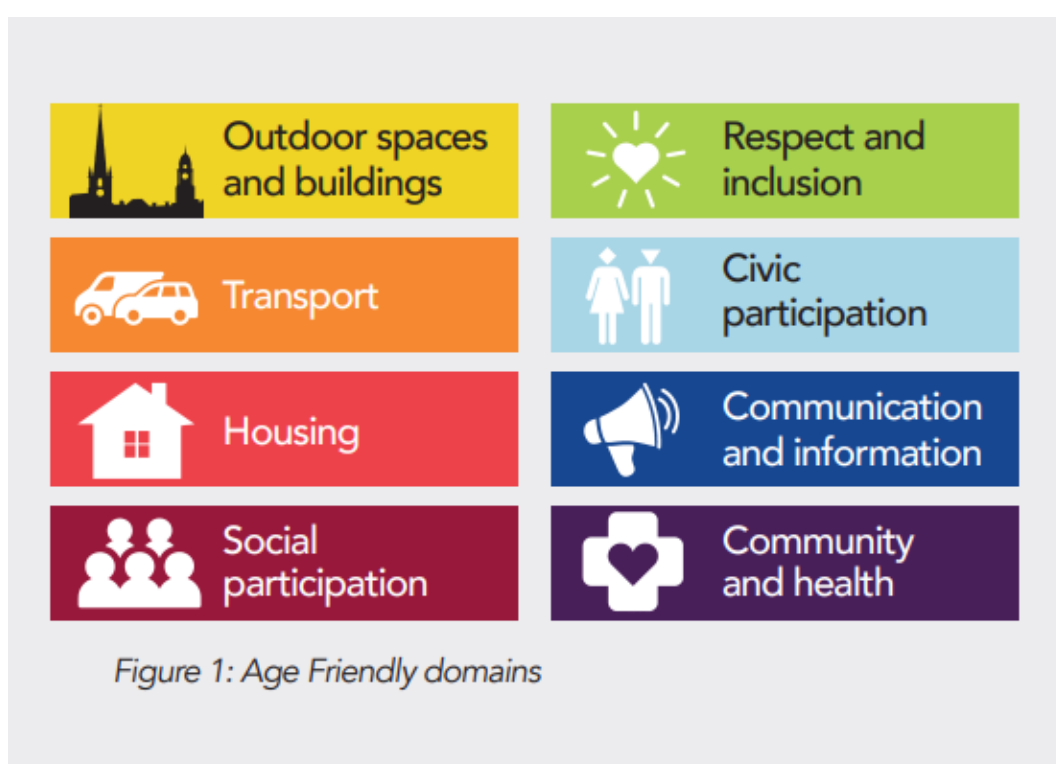 Outdoor spaces
and buildings
Transport
Housing
Social
participation
Respect and
inclusion
Civic
participation
Communication
and information
Community
and health
Figure 1: Age Friendly domains